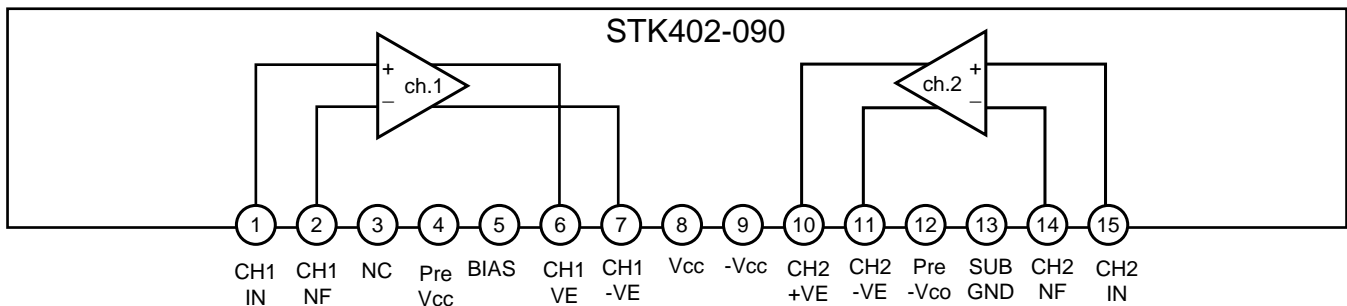 STK402-090
+
–
ch.1
ch.2
+
–
1 2 3 4 5 6 7 8 9 10 11 12 13 14 15
CH1
IN
CH1
NF
NC
Pre
Vcc
BIAS
CH1
VE
CH1
-VE
Vcc
-Vcc
CH2
+VE
CH2
-VE
Pre
-Vco
SUB
GND
CH2
NF
CH2
IN